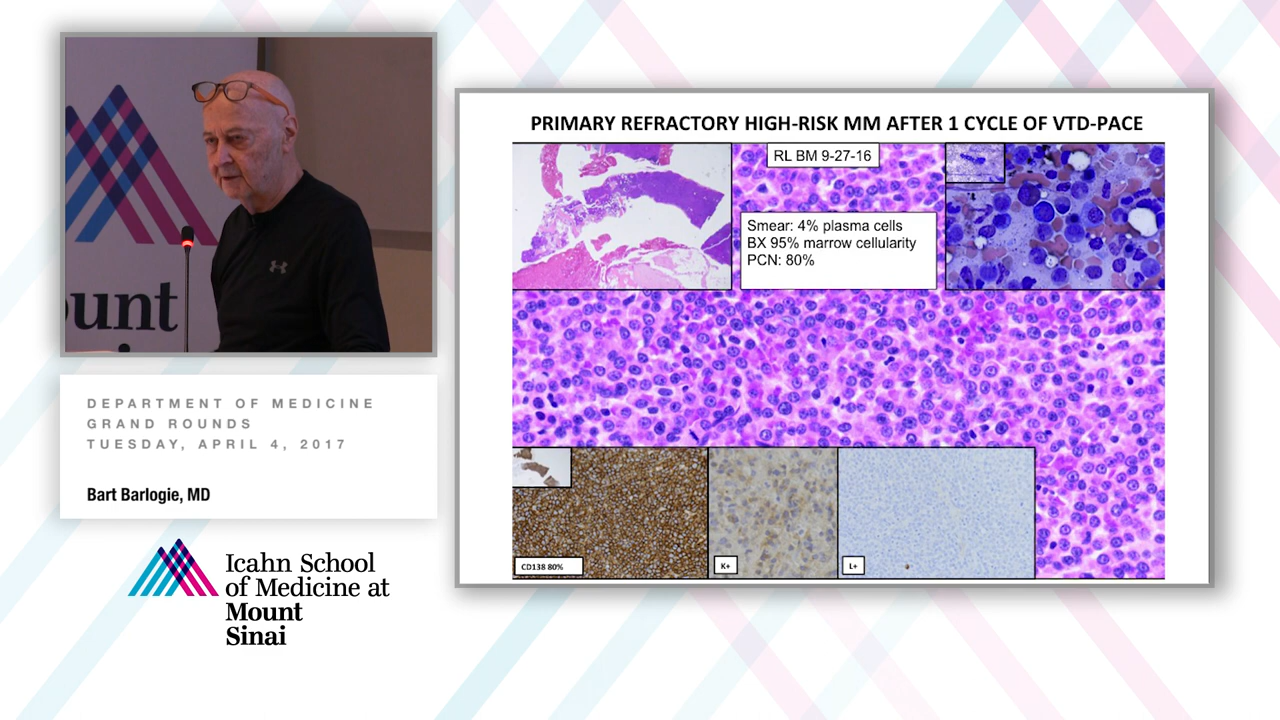 ount
DEPARTMENT OF MEDICINE
GRAND ROUNDS
TUESDAY, APRIL 4, 2017
Bart Barlogie, MD
Icahn School
of Medicine at
Mount
Sinai
PRIMARY REFRACTORY HIGH-RISK MM AFTER 1 CYCLE OF VTD-PACE
RL BM 9-27-16
Smear: 4% plasma cells
BX 95% marrow cellularity
PCN: 80%
CD138 80%
K+
L+